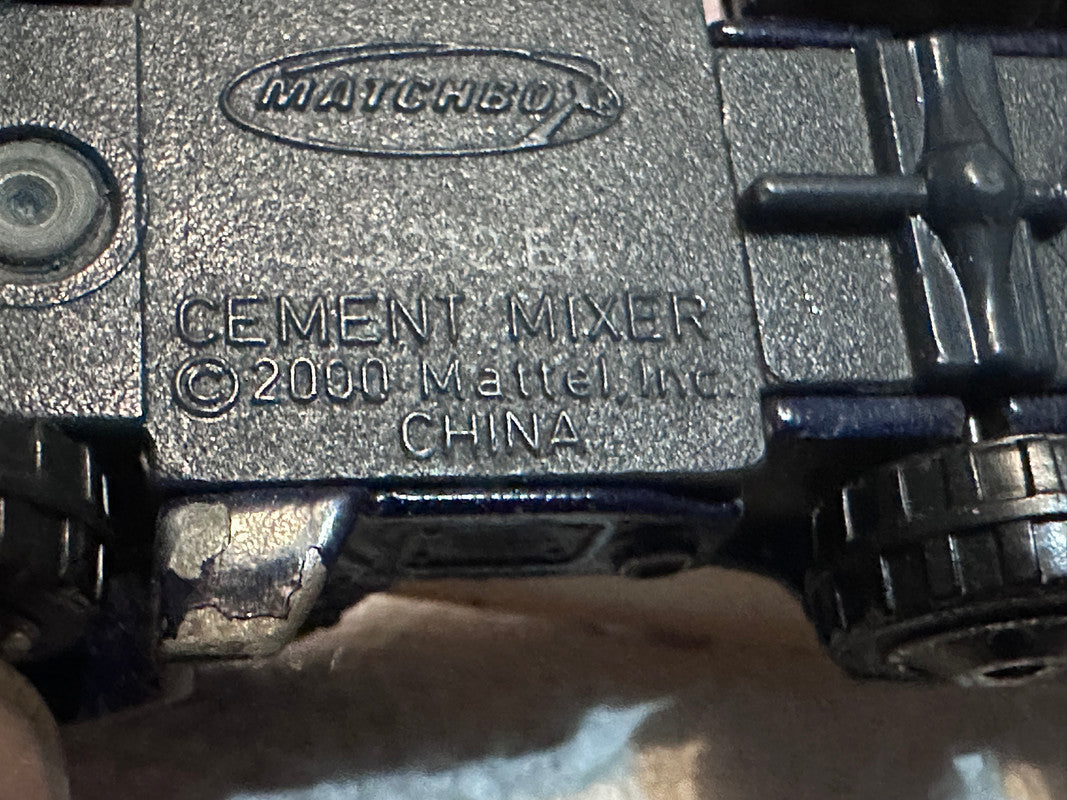 MATCHBOX
CEMENT MIXER
© 2000 Mattel, Inc.
CHINA